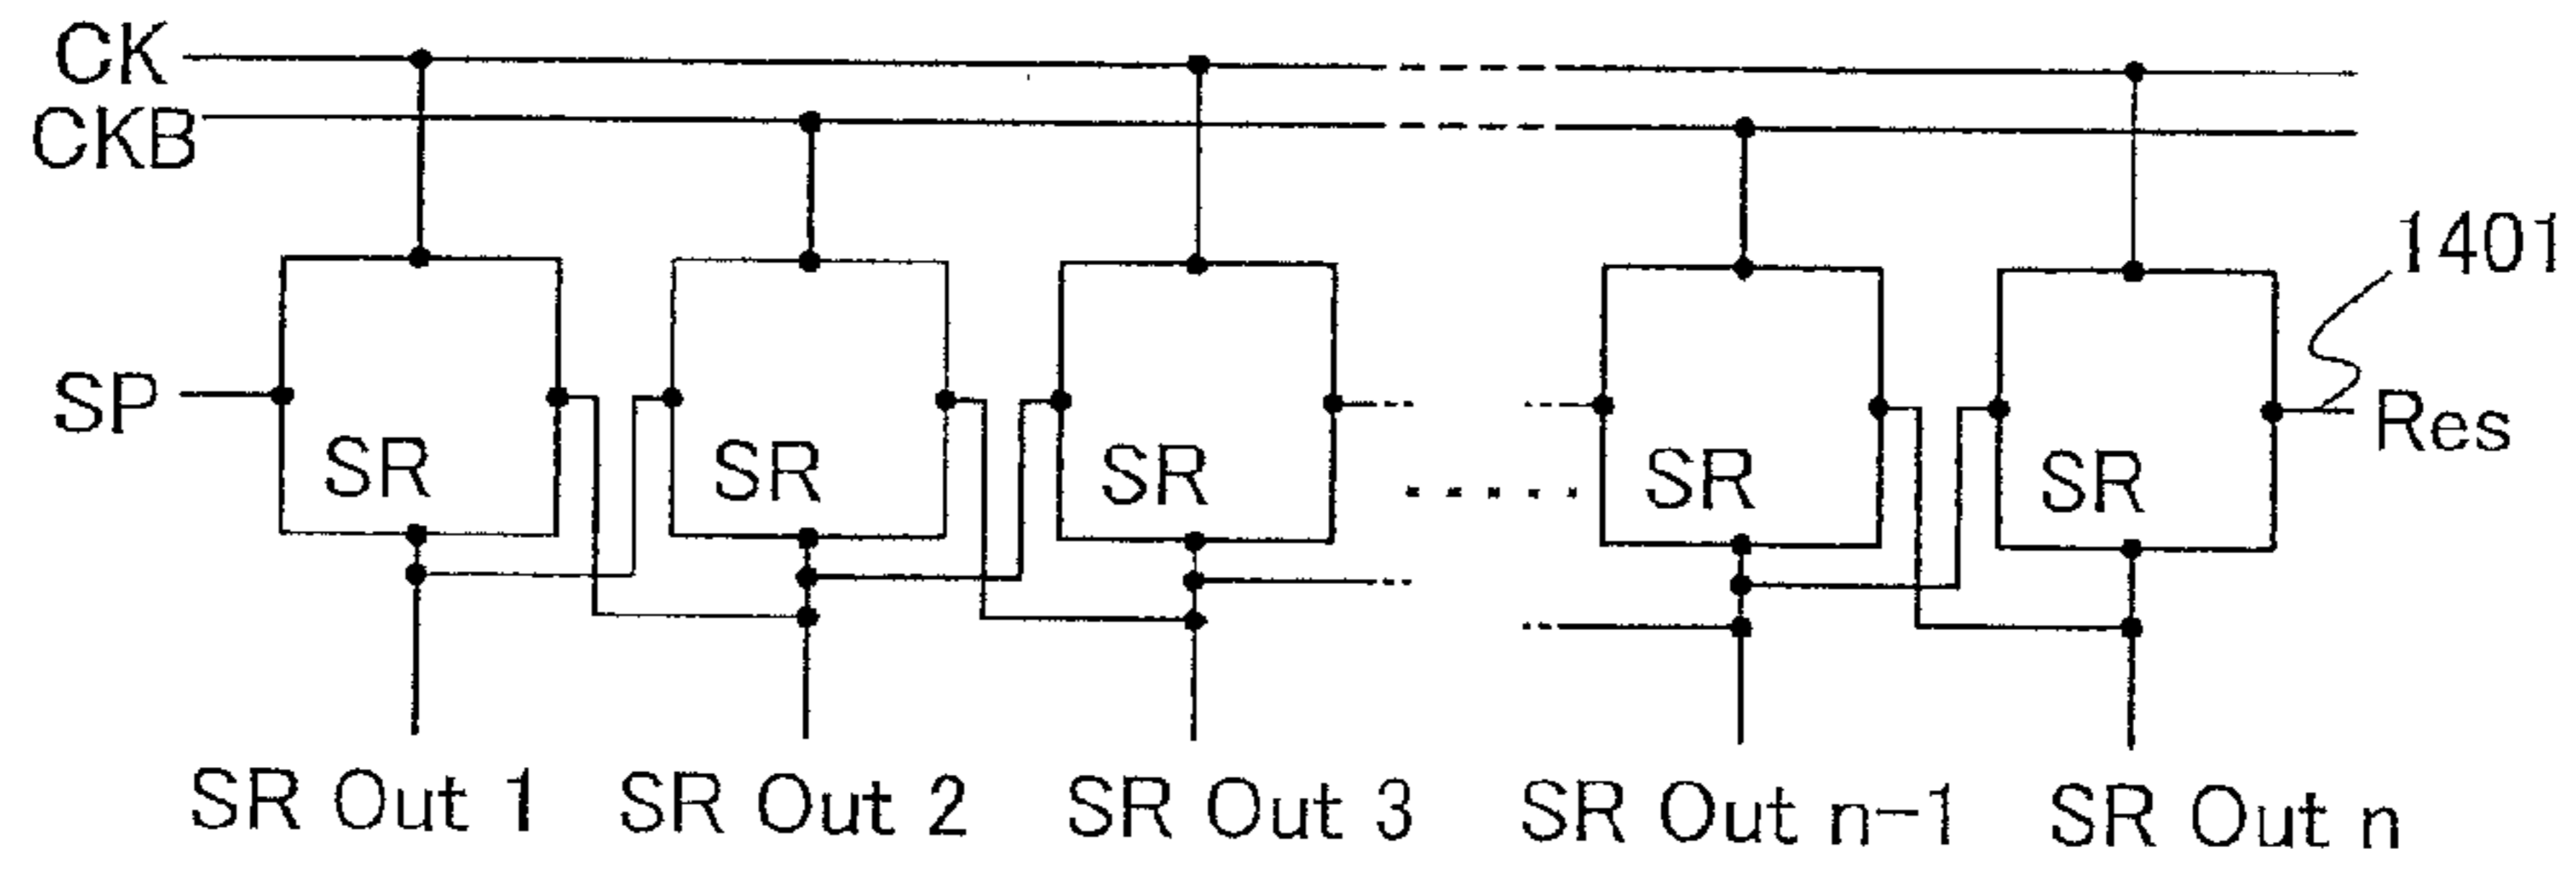 CK
CKB
1401
SP
Res
SR
SR
SR
SR
SR
SR Out 1
SR Out 2
SR Out 3
SR Out n-1
SR Out n